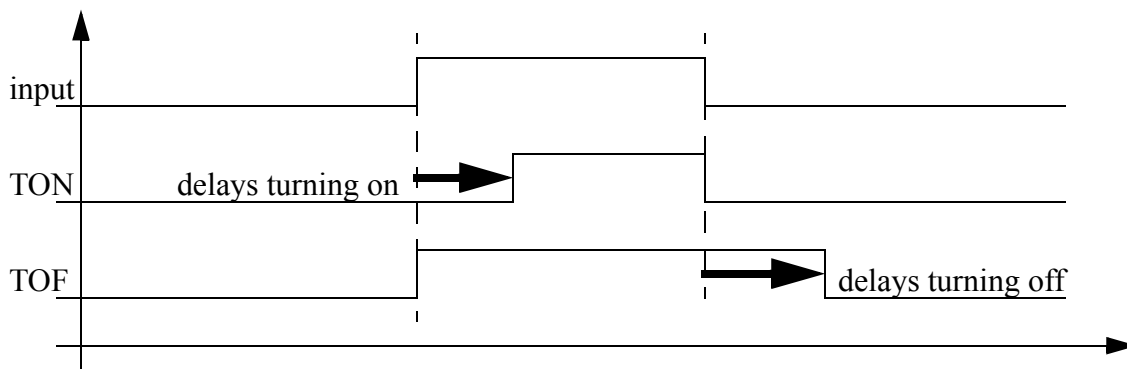 input
TON
delays turning on
TOF
delays turning off